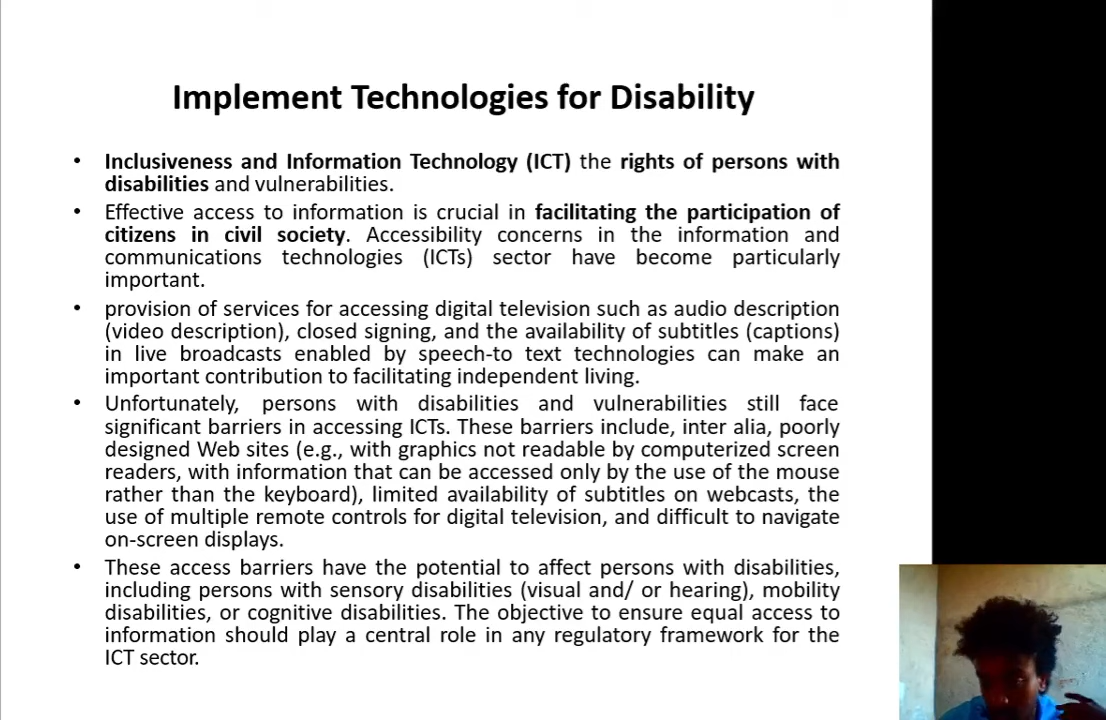 Implement Technologies for Disability
• Inclusiveness and Information Technology (ICT) the rights of persons with
disabilities and vulnerabilities.
• Effective access to information is crucial in facilitating the participation of
citizens in civil society. Accessibility concerns in the information and
communications technologies (ICTs) sector have become particularly
important.
• provision of services for accessing digital television such as audio description
(video description), closed signing, and the availability of subtitles (captions)
in live broadcasts enabled by speech-to text technologies can make an
important contribution to facilitating independent living.
• Unfortunately, persons with disabilities and vulnerabilities still face
significant barriers in accessing ICTs. These barriers include, inter alia, poorly
designed Web sites (e.g., with graphics not readable by computerized screen
readers, with information that can be accessed only by the use of the mouse
rather than the keyboard), limited availability of subtitles on webcasts, the
use of multiple remote controls for digital television, and difficult to navigate
on-screen displays.
• These access barriers have the potential to affect persons with disabilities,
including persons with sensory disabilities (visual and/ or hearing), mobility
disabilities, or cognitive disabilities. The objective to ensure equal access to
information should play a central role in any regulatory framework for the
ICT sector.